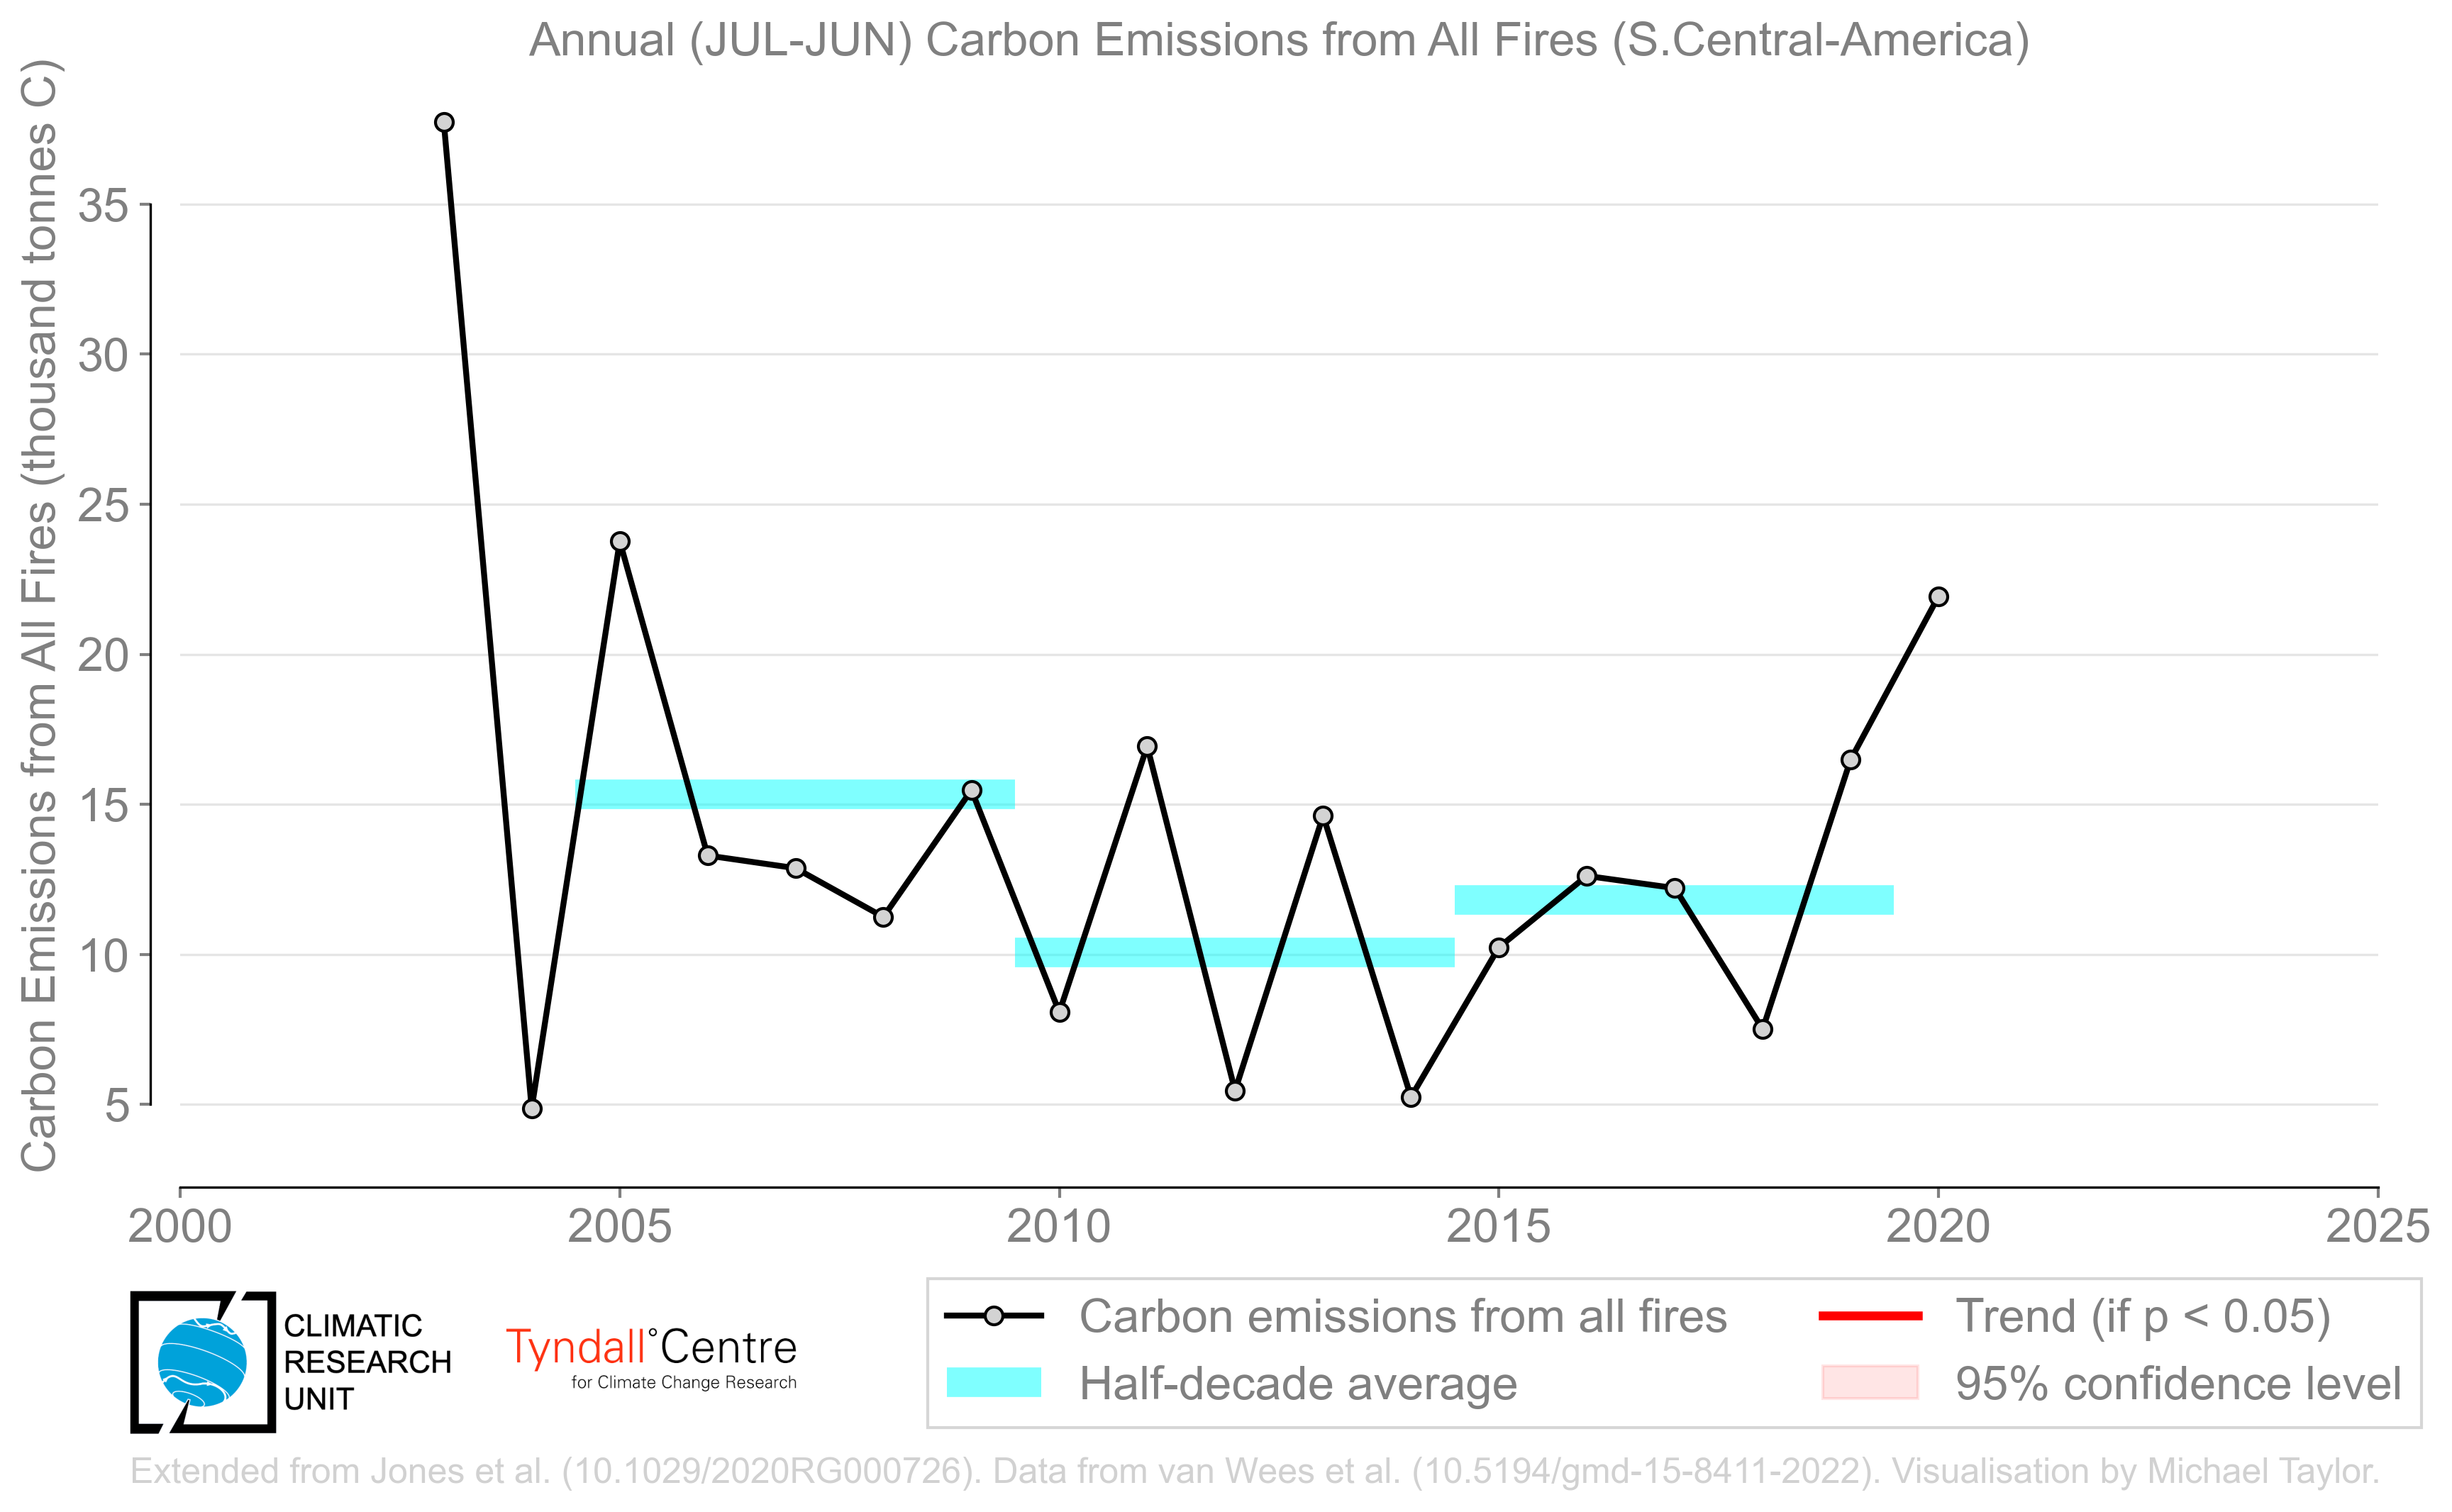 Annual (JUL-JUN) Carbon Emissions from All Fires (S.Central-America)
Carbon Emissions from All Fires (thousand tonnes C)
35
30
25
20
15
10
5
2000
2005
2010
2015
2020
2025
CLIMATIC
RESEARCH
UNIT
Tyndall°Centre
for Climate Change Research
Carbon emissions from all fires
Half-decade average
Trend (if p < 0.05)
95% confidence level
Extended from Jones et al. (10.1029/2020RG000726). Data from van Wees et al. (10.5194/gmd-15-8411-2022). Visualisation by Michael Taylor.